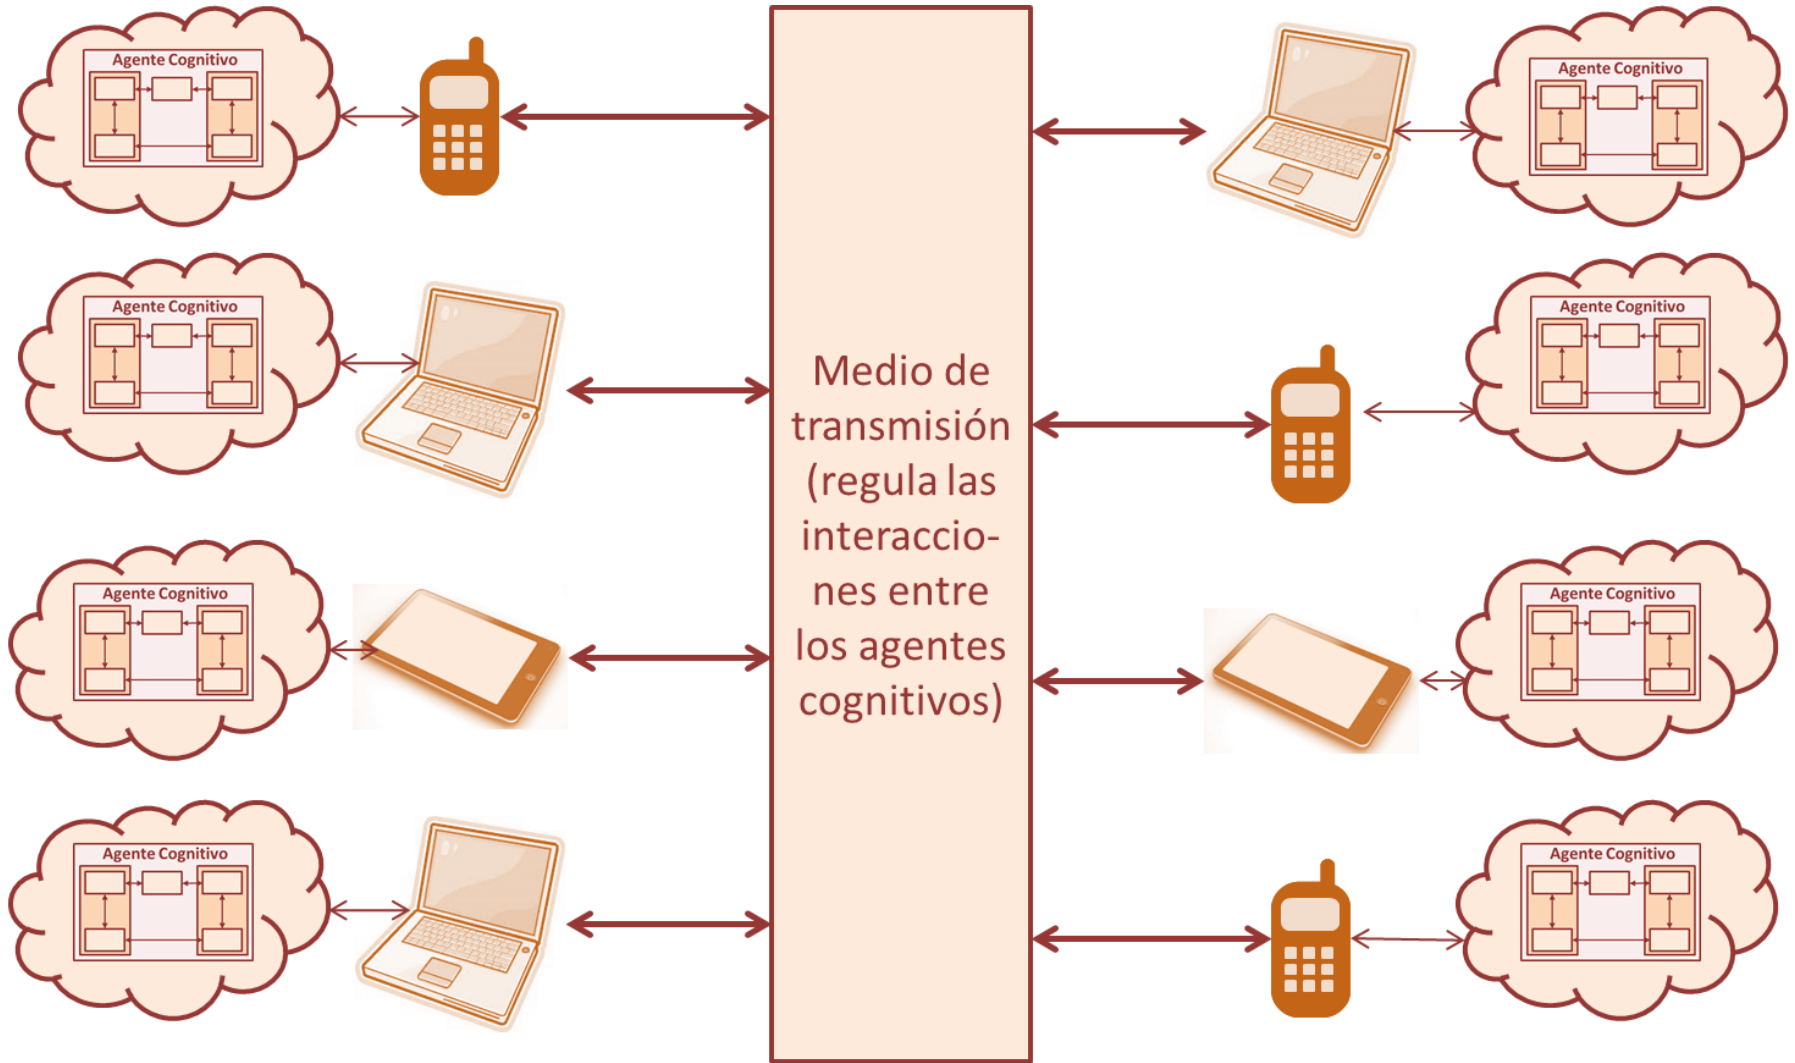 Agente Cognitivo
Agente Cognitivo
Agente Cognitivo
Agente Cognitivo
Medio de
transmisión
(regula las
interaccio-
nes entre
los agentes
cognitivos)
Agente Cognitivo
Agente Cognitivo
Agente Cognitivo
Agente Cognitivo